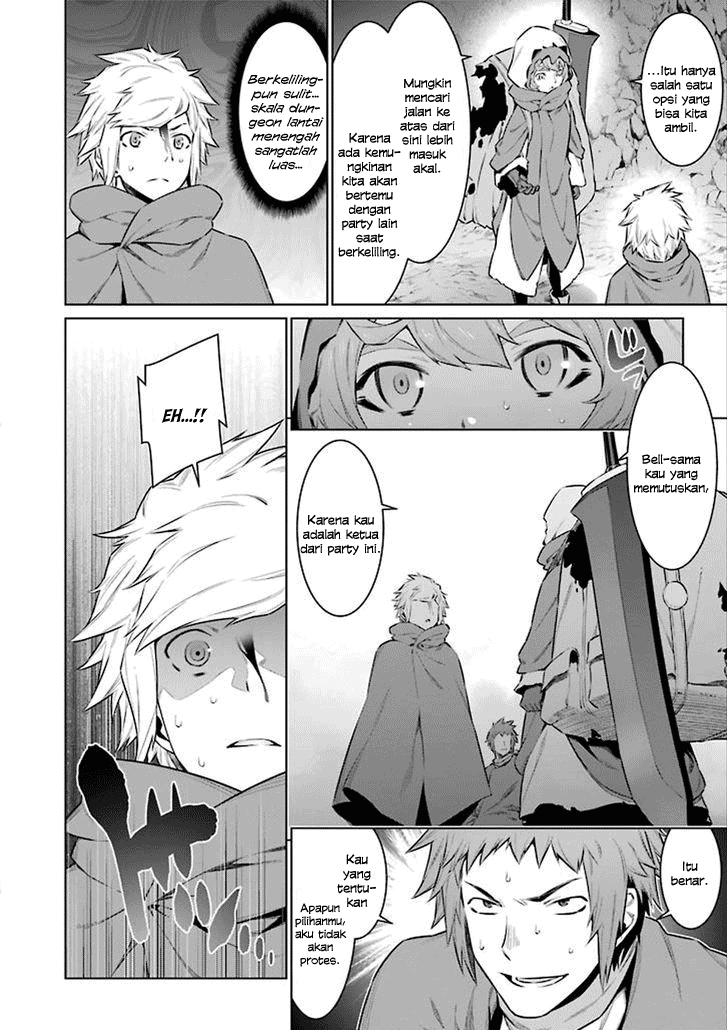 ...Itu hanya
salah satu
opsi yang
bisa kita
ambil.
Mungkin
mencari
jalan ke
atas dari
sini lebih
masuk
akal.
Karena
ada kemu-
ngkinan
kita akan
bertemu
dengan
party lain
saat
berkeliling.
Berkeliling-
pun sulit...
skala dun-
geon lantai
menengah
sangatlah
luas...
Bell-sama
kau yang
memutuskan,
Karena kau
adalah ketua
dari party ini.
EH...!!
Itu
benar.
Kau
yang
tentu-
kan
Apapun
pilihanmu,
aku tidak
akan
protes.